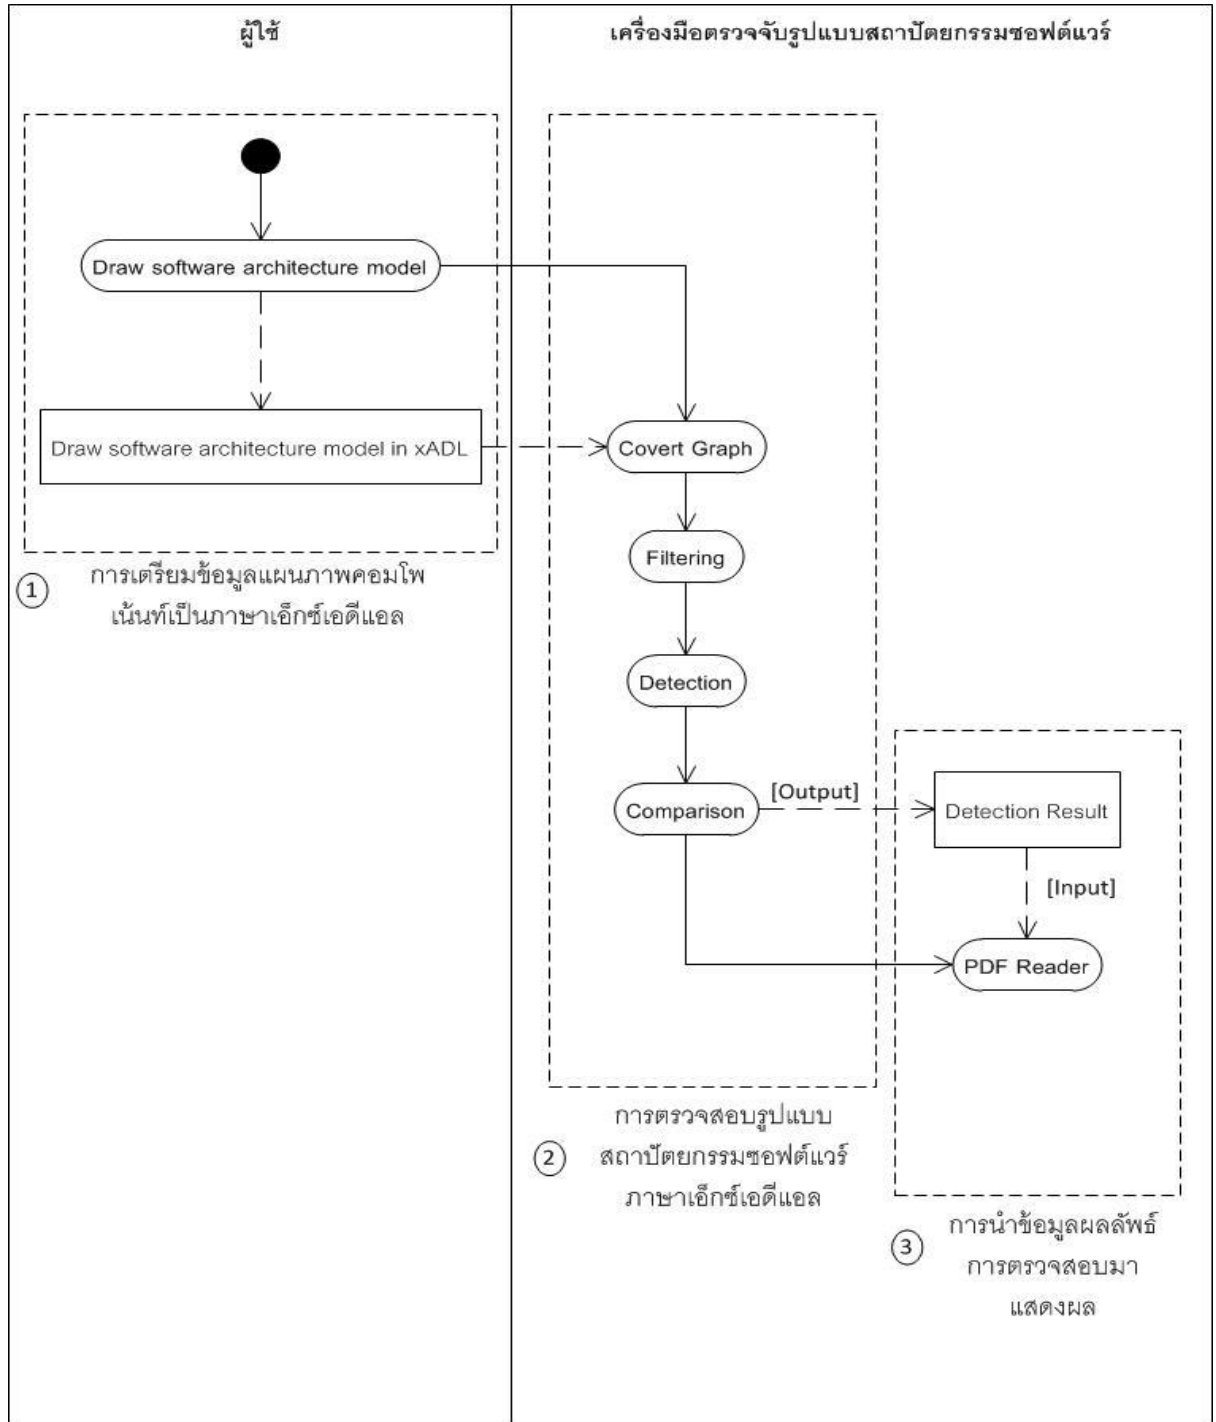 ผู้ใช้
เครื่องมือตรวจจับรูปแบบสถาปัตยกรรมซอฟต์แวร์
Draw software architecture model
Draw software architecture model in xADL
Covert Graph
Filtering
1
การเตรียมข้อมูลแผนภาพคอมโพ
เน้นท์เป็นภาษาเอ็กซ์เอดีแอล
Detection
Comparison
[Output]
Detection Result
[Input]
PDF Reader
2
การตรวจสอบรูปแบบ
สถาปัตยกรรมซอฟต์แวร์
ภาษาเอ็กซ์เอดีแอล
3
การนำข้อมูลผลลัพธ์
การตรวจสอบมา
แสดงผล